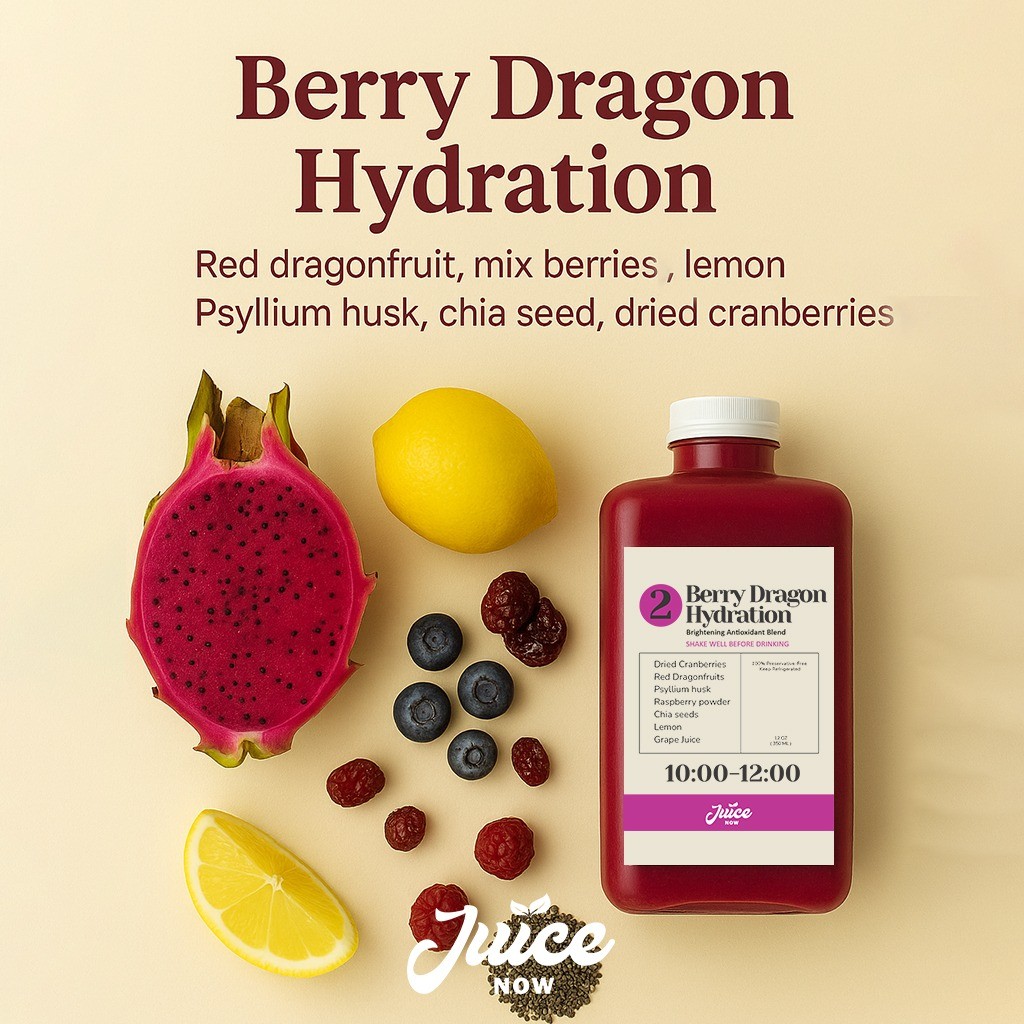 Berry Dragon
Hydration
Red dragonfruit, mix berries , lemon
Psyllium husk, chia seed, dried cranberries
2
Berry Dragon
Hydration
Brightening Antioxidant Blend
SHAKE WELL BEFORE DRINKING
Dried Cranberries
Red Dragonfruits
Psyllium husk
Raspberry powder
Chia seeds
Lemon
Grape Juice
100% Preservative-Free
Keep Refrigerated
12 OZ
(350 ML)
10:00-12:00
Juice
NOW
Juice
NOW